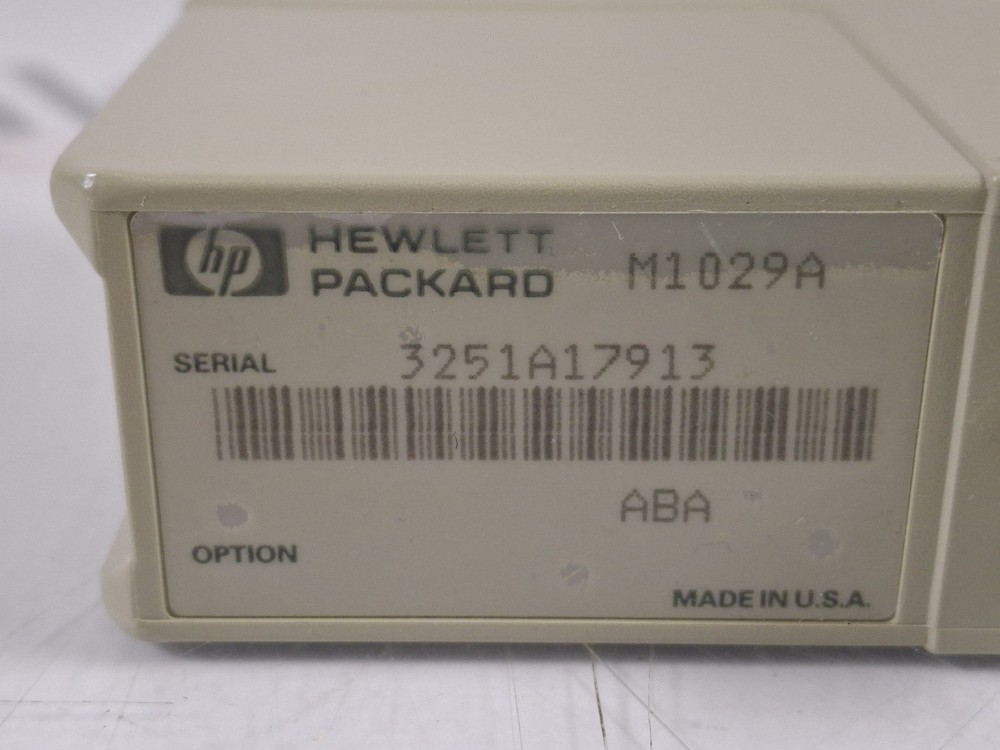 hp HEWLETT PACKARD M1029A
SERIAL 3251A17913
ABA
OPTION
MADE IN U.S.A.